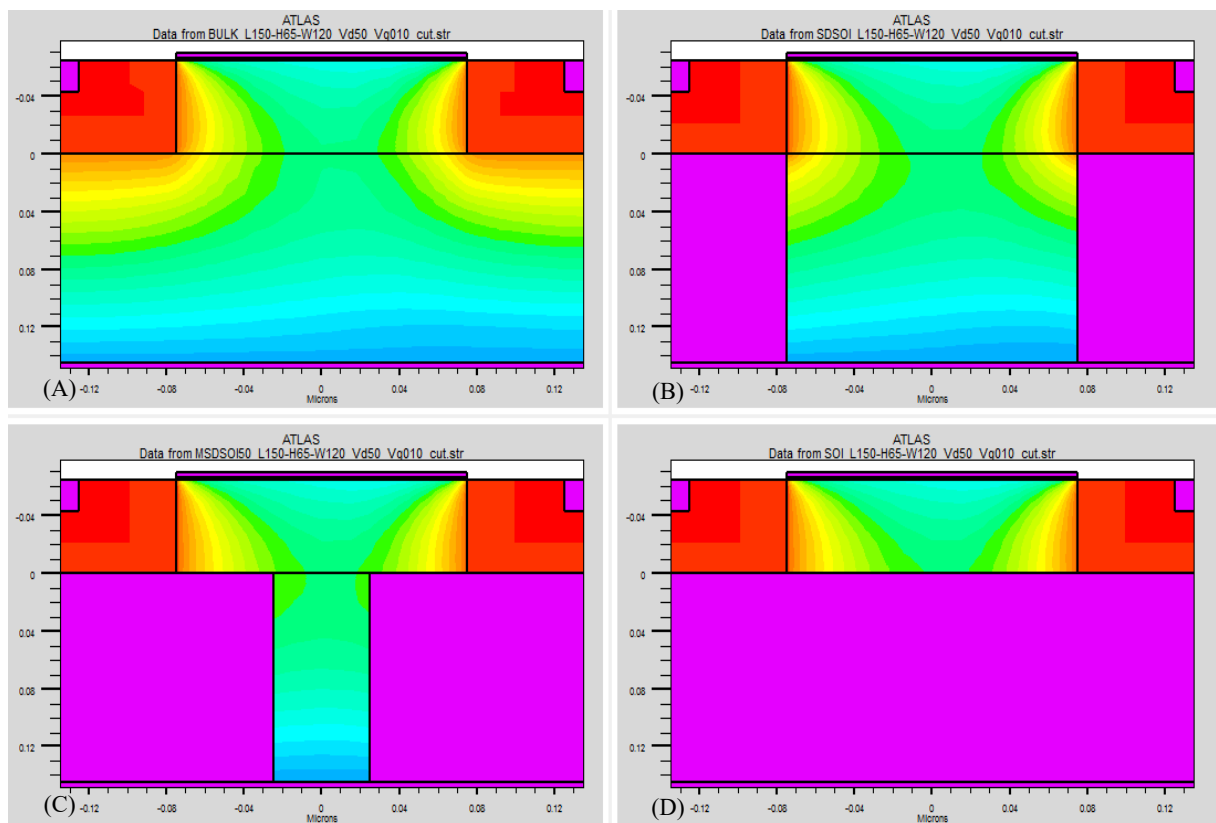 ATLAS
Data from BULK_L150-H65-W120_Vd50_Vg010_cut.str
-0.04
0
0.04
0.08
0.12
(A)
-0.12 -0.08 -0.04 0 0.04 0.08 0.12
Microns
ATLAS
Data from SDSOI_L150-H65-W120_Vd50_Vg010_cut.str
-0.04
0
0.04
0.08
0.12
(B)
-0.12 -0.08 -0.04 0 0.04 0.08 0.12
Microns
ATLAS
Data from MSDSOI50_L150-H65-W120_Vd50_Vg010_cut.str
-0.04
0
0.04
0.08
0.12
(C)
-0.12 -0.08 -0.04 0 0.04 0.08 0.12
Microns
ATLAS
Data from SOI_L150-H65-W120_Vd50_Vg010_cut.str
-0.04
0
0.04
0.08
0.12
(D)
-0.12 -0.08 -0.04 0 0.04 0.08 0.12
Microns